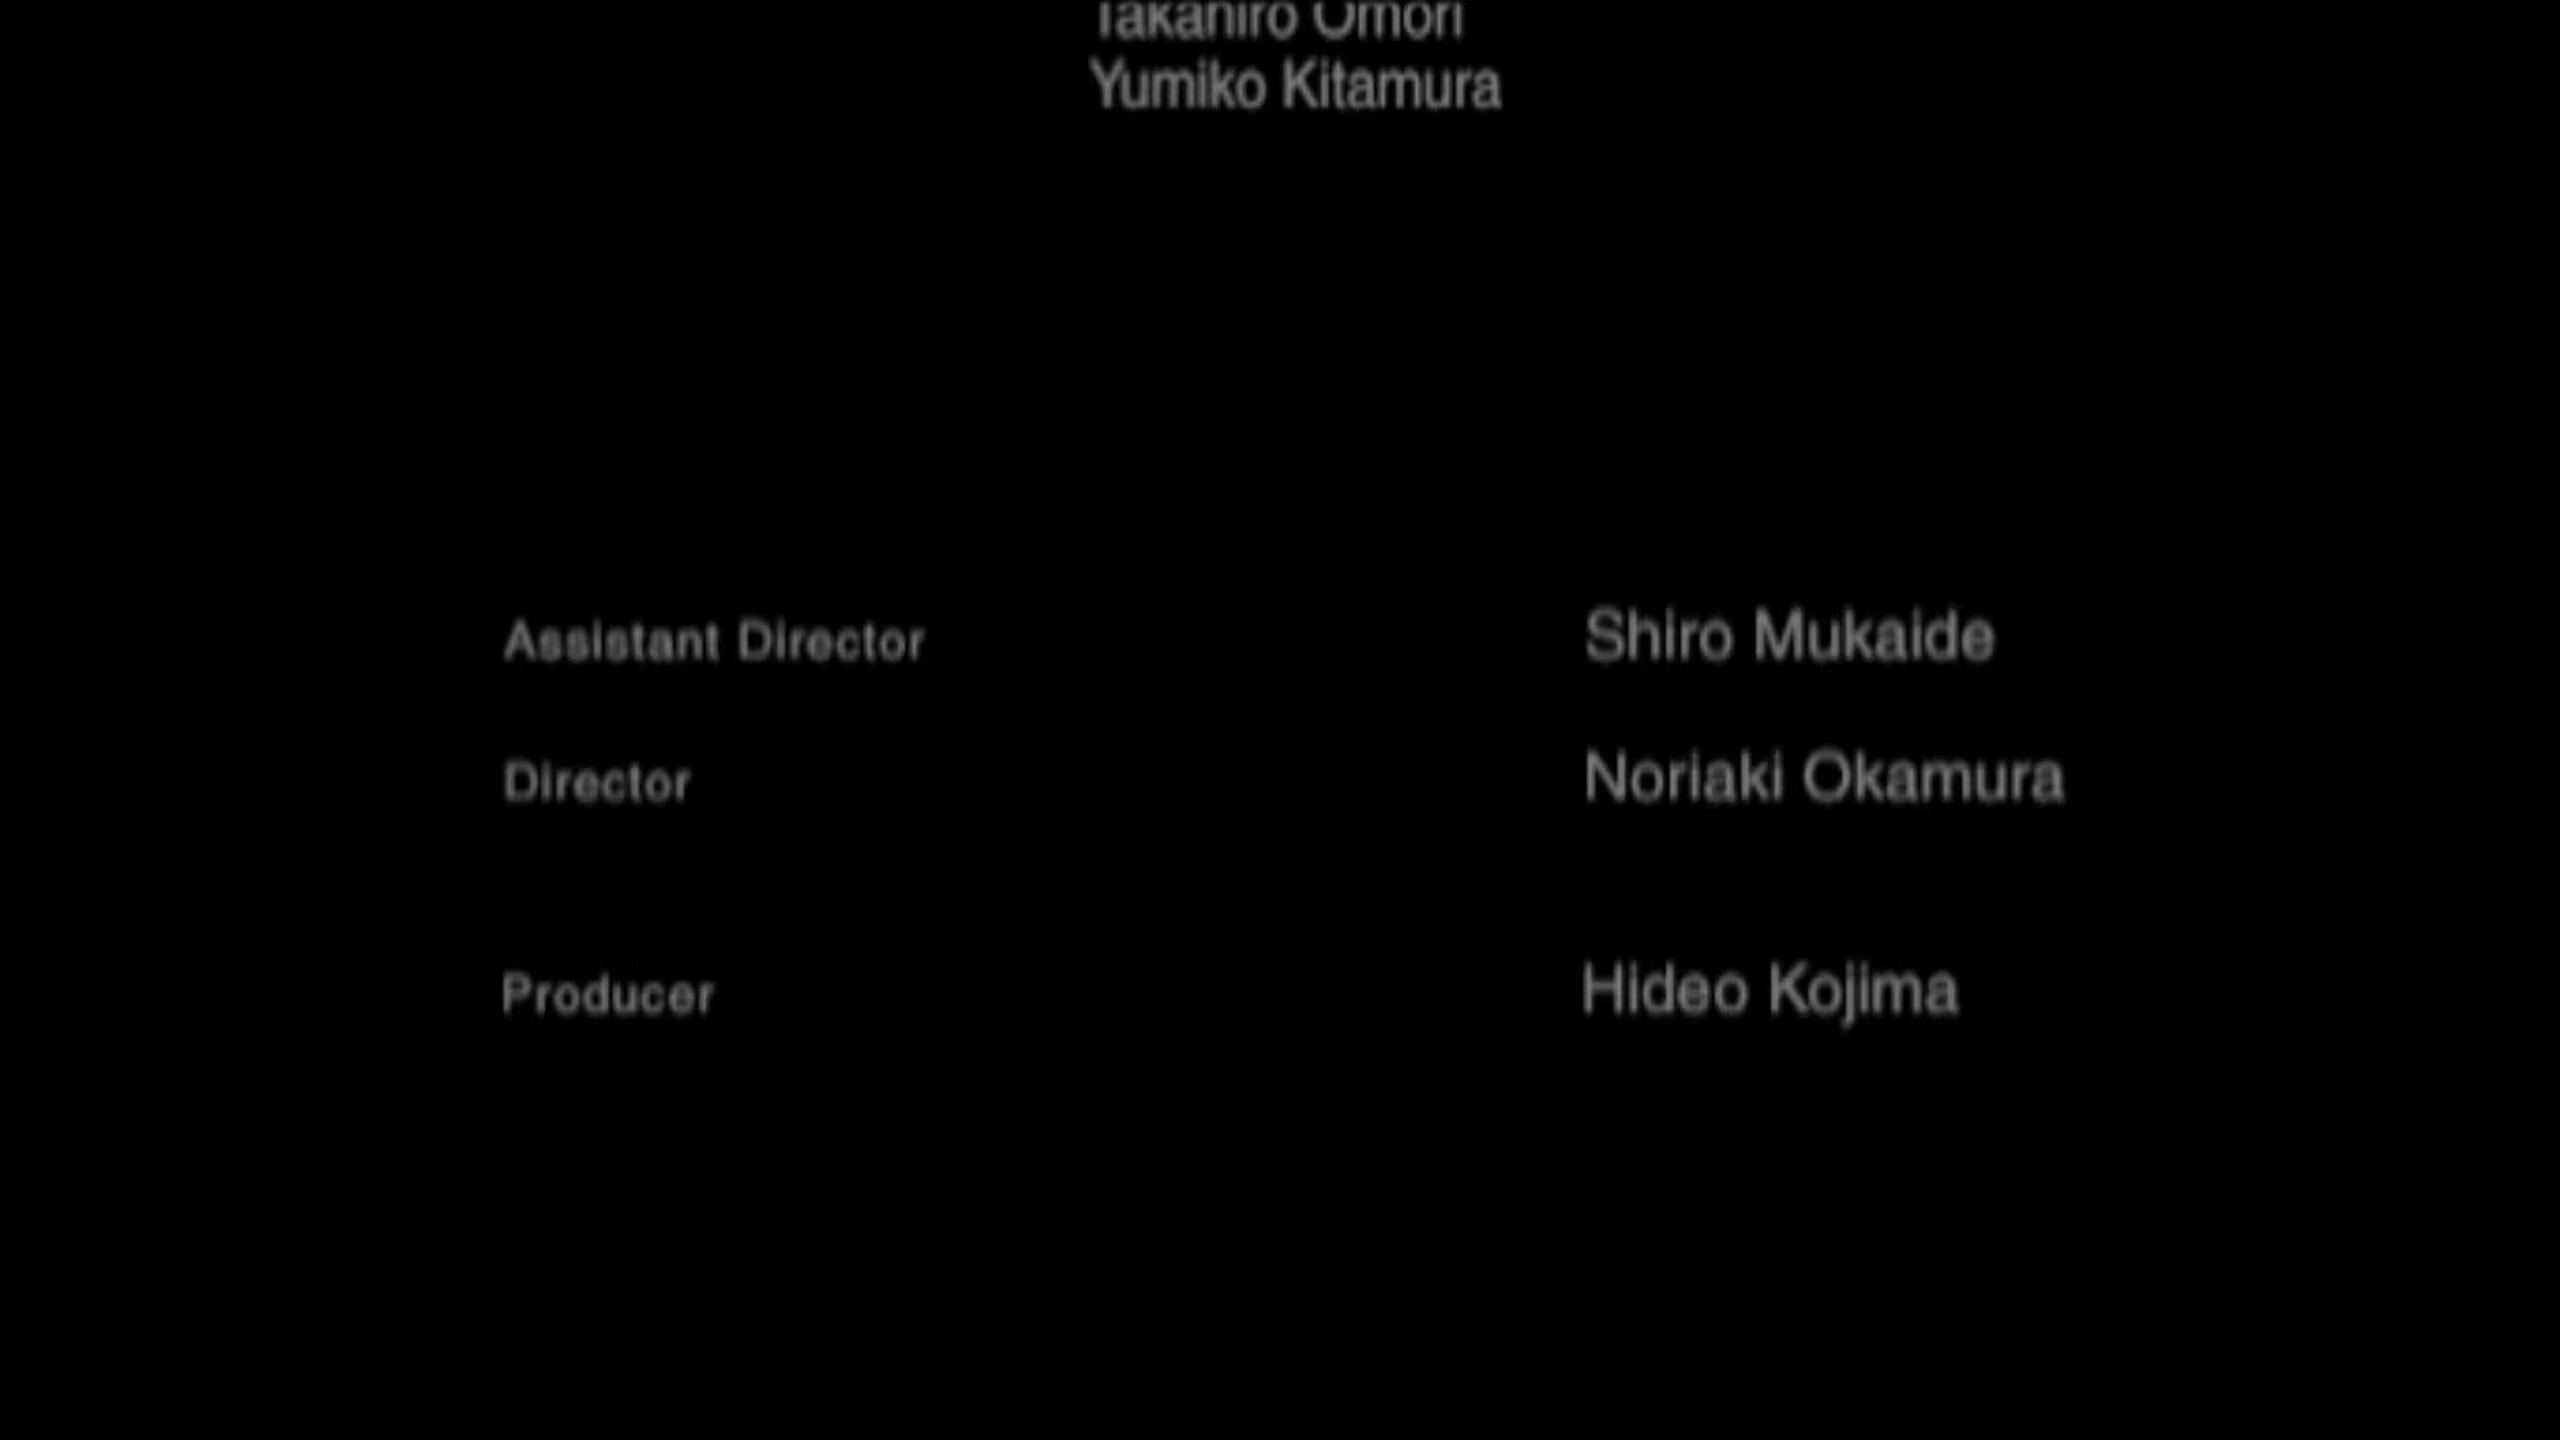 Takahiro Omori
Yumiko Kitamura
Assistant Director Shiro Mukaide
Director Noriaki Okamura
Producer Hideo Kojima